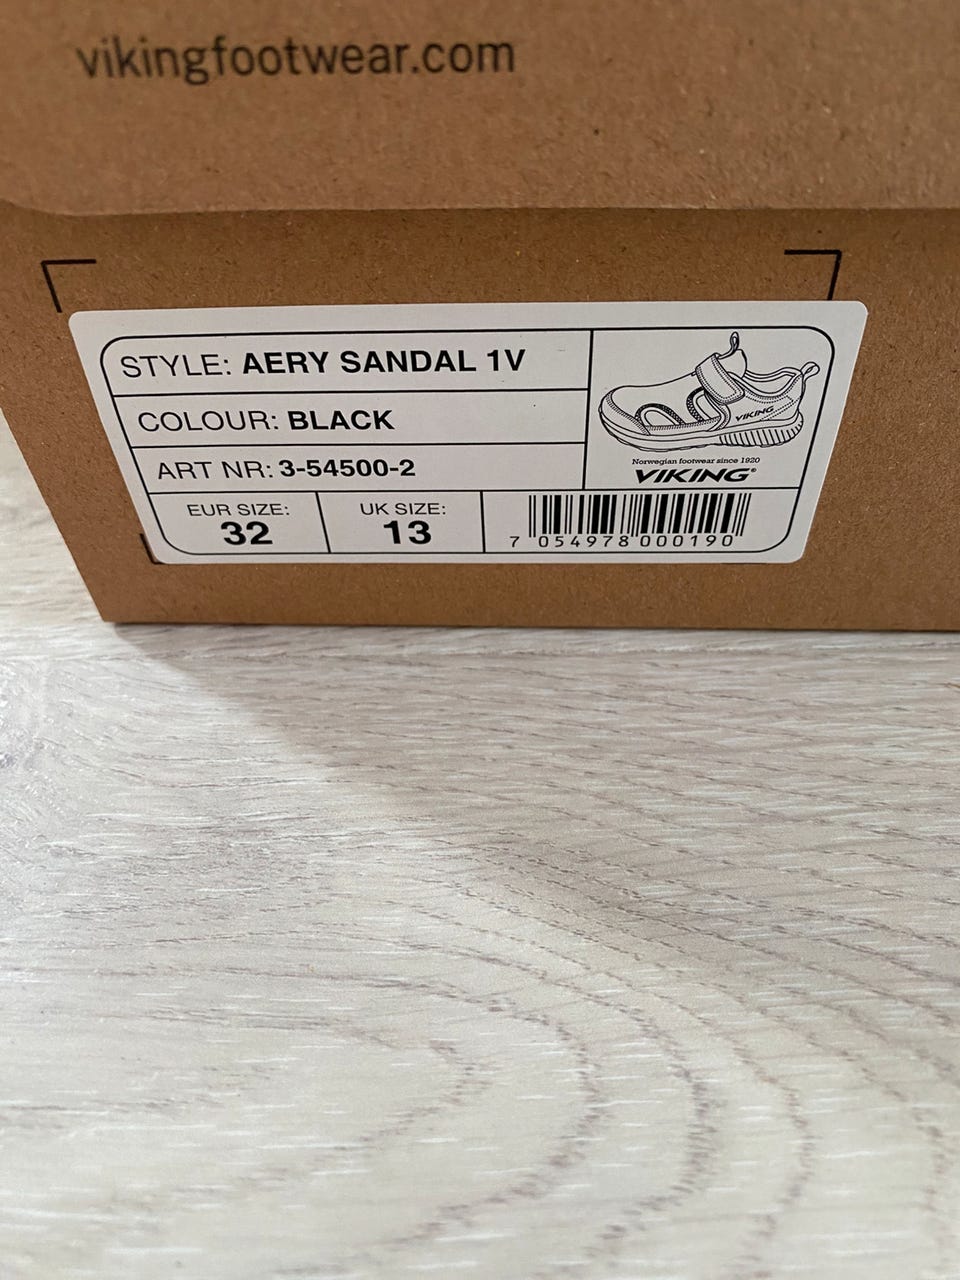 vikingfootwear.com
STYLE: AERY SANDAL 1V
COLOUR: BLACK
ART NR: 3-54500-2
VIKING
Norwegian footwear since 1920
VIKING®
EUR SIZE:
32
UK SIZE:
13
7 054978 000190